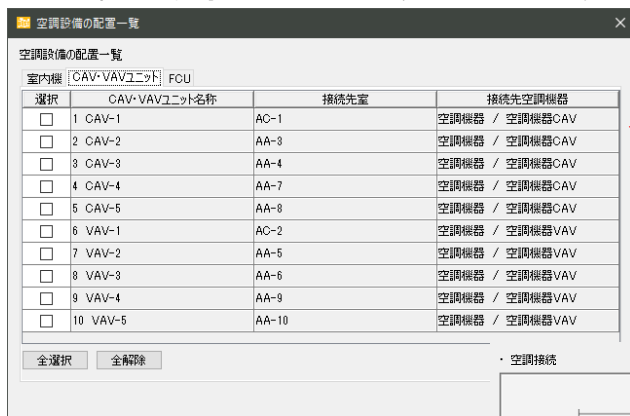 空調設備の配置一覧
空調設備の配置一覧
室内機 CAV・VAVユニット FCU
選択 CAV・VAVユニット名称 接続先室 接続先空調機器
1 CAV-1 AC-1 空調機器 / 空調機器CAV
2 CAV-2 AA-3 空調機器 / 空調機器CAV
3 CAV-3 AA-4 空調機器 / 空調機器CAV
4 CAV-4 AA-7 空調機器 / 空調機器CAV
5 CAV-5 AA-8 空調機器 / 空調機器CAV
6 VAV-1 AC-2 空調機器 / 空調機器VAV
7 VAV-2 AA-5 空調機器 / 空調機器VAV
8 VAV-3 AA-6 空調機器 / 空調機器VAV
9 VAV-4 AA-9 空調機器 / 空調機器VAV
10 VAV-5 AA-10 空調機器 / 空調機器VAV
全選択 全解除
・ 空調接続